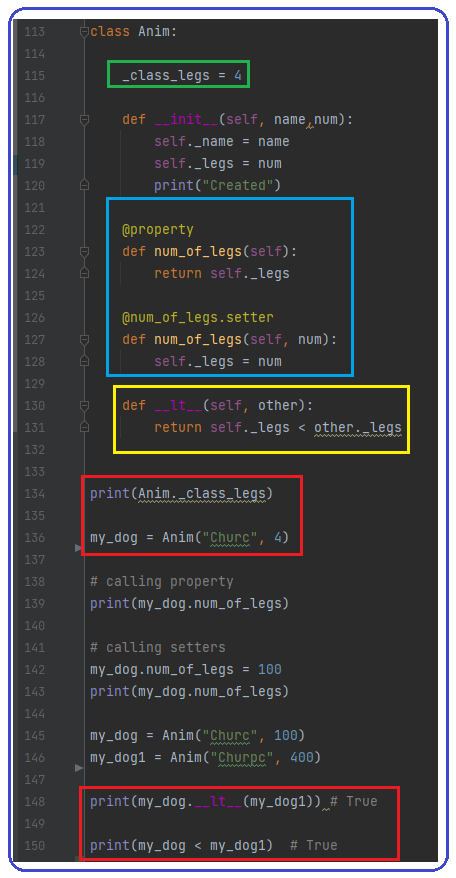 113 class Anim:
114
115 _class_legs = 4
116
117 def __init__(self, name,num):
118 self._name = name
119 self._legs = num
120 print("Created")
121
122 @property
123 def num_of_legs(self):
124 return self._legs
125
126 @num_of_legs.setter
127 def num_of_legs(self, num):
128 self._legs = num
129
130 def __lt__(self, other):
131 return self._legs < other._legs
132
133
134 print(Anim._class_legs)
135
136 my_dog = Anim("Churc", 4)
137
138 # calling property
139 print(my_dog.num_of_legs)
140
141 # calling setters
142 my_dog.num_of_legs = 100
143 print(my_dog.num_of_legs)
144
145 my_dog = Anim("Churc", 100)
146 my_dog1 = Anim("Churpc", 400)
147
148 print(my_dog.__lt__(my_dog1)) # True
149
150 print(my_dog < my_dog1)  # True